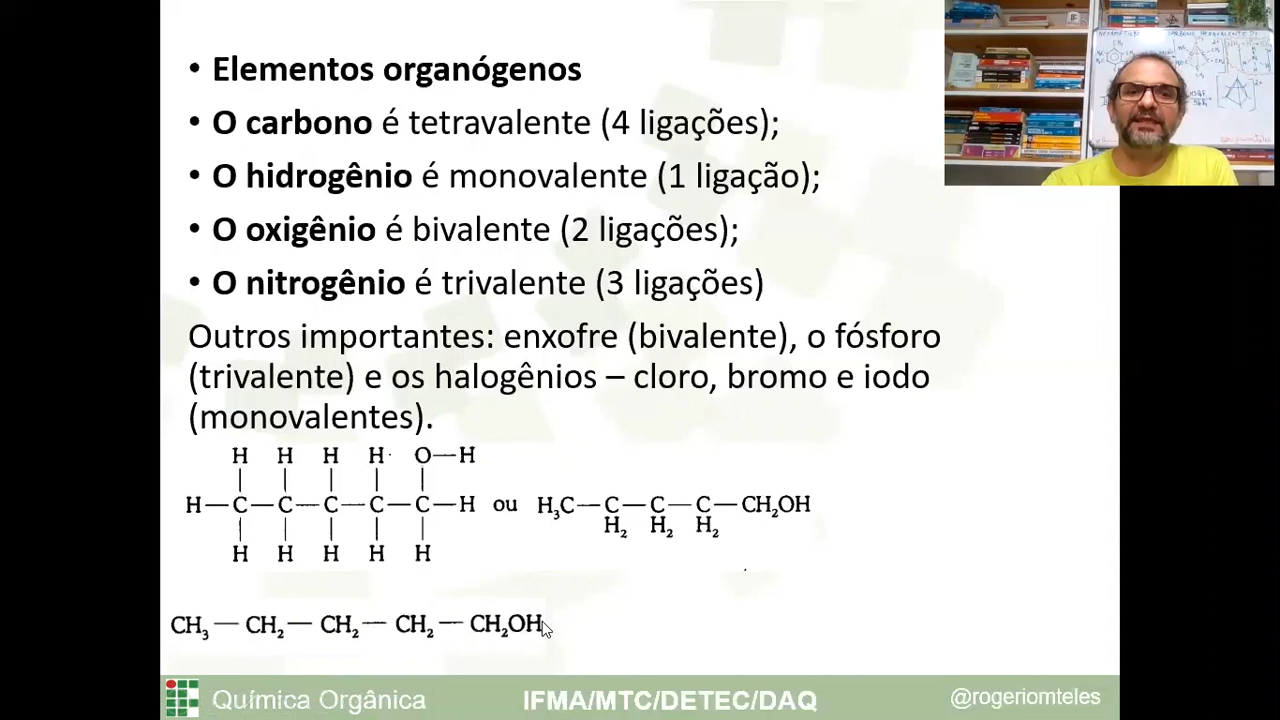 • Elementos organógenos
• O carbono é tetravalente (4 ligações);
• O hidrogênio é monovalente (1 ligação);
• O oxigênio é bivalente (2 ligações);
• O nitrogênio é trivalente (3 ligações)
Outros importantes: enxofre (bivalente), o fósforo
(trivalente) e os halogênios – cloro, bromo e iodo
(monovalentes).
H H H H O—H
H—C—C—C—C—C—H ou H₃C—C—C—C—CH₂OH
H₂ H₂ H₂
H H H H H
CH₃—CH₂—CH₂—CH₂—CH₂OH
Química Orgânica IFMA/MTC/DETEC/DAQ @rogeriomteles